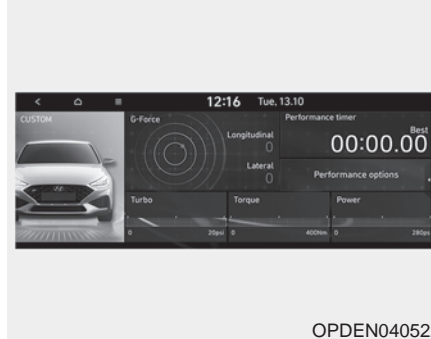 12:16 Tue, 13.10
CUSTOM
G-Force
Longitudinal
0
Lateral
0
Performance timer
Best
00:00.00
Performance options
Turbo
0 20psi
Torque
0 400Nm
Power
0 280ps
OPDEN04052